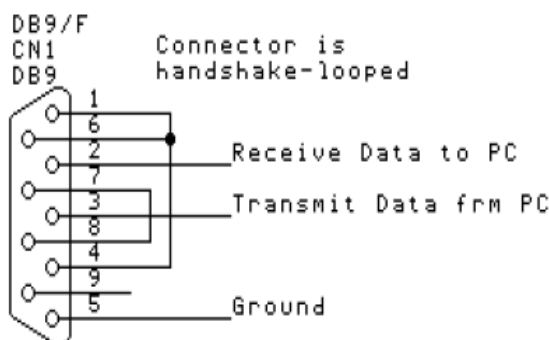 DB9/F
CN1
DB9
Connector is
handshake-looped
1
6
2
Receive Data to PC
7
3
Transmit Data frm PC
8
4
9
5
Ground